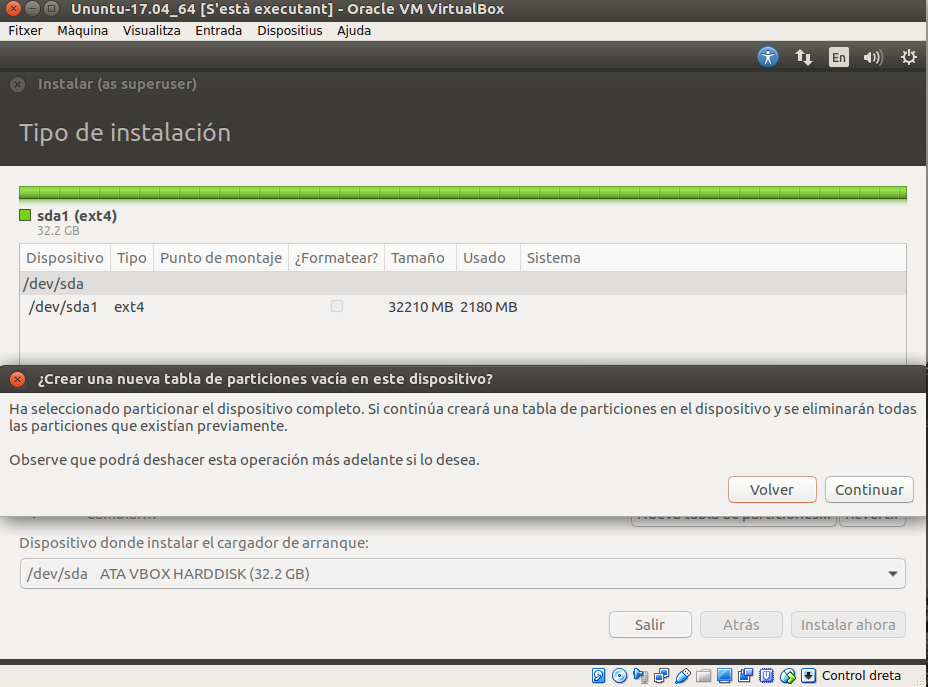 Ununtu-17.04_64 [S'està executant] - Oracle VM VirtualBox
Fitxer Màquina Visualitza Entrada Dispositius Ajuda
En
Instalar (as superuser)
Tipo de instalación
sda1 (ext4)
32.2 GB
Dispositivo Tipo Punto de montaje ¿Formatear? Tamaño Usado Sistema
/dev/sda
/dev/sda1 ext4 32210 MB 2180 MB
¿Crear una nueva tabla de particiones vacía en este dispositivo?
Ha seleccionado particionar el dispositivo completo. Si continúa creará una tabla de particiones en el dispositivo y se eliminarán todas
las particiones que existían previamente.
Observe que podrá deshacer esta operación más adelante si lo desea.
Volver Continuar
Nueva tabla de particiones... Revertir
Dispositivo donde instalar el cargador de arranque:
/dev/sda ATA VBOX HARDDISK (32.2 GB)
Salir Atrás Instalar ahora
Control dreta